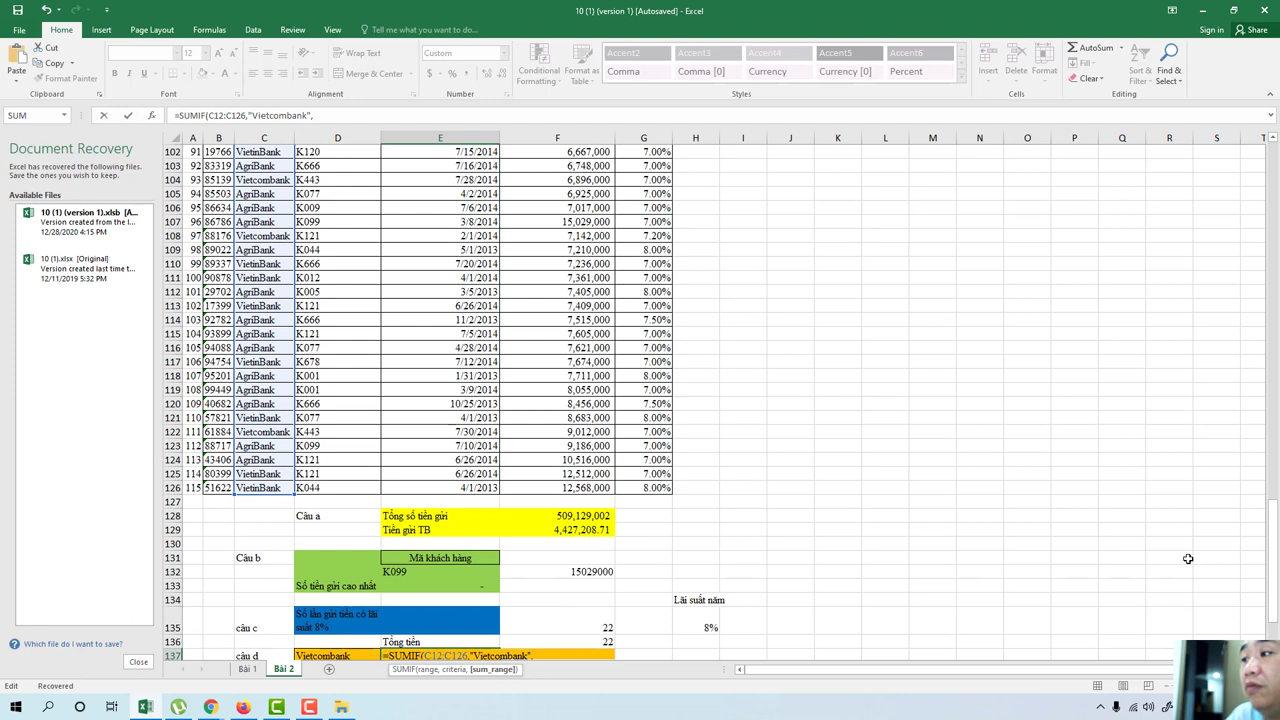 10 (1) (version 1) [Autosaved] - Excel
File Home Insert Page Layout Formulas Data Review View Tell me what you want to do... Sign in Share
Cut
Copy
Format Painter
Paste
12
B I U
Wrap Text
Merge & Center
Custom
$ % ,
Conditional Formatting
Format as Table
Accent2 Accent3 Accent4 Accent5 Accent6
Comma Comma [0] Currency Currency [0] Percent
Insert Delete Format
AutoSum
Fill
Clear
Sort & Filter
Find & Select
Clipboard Font Alignment Number Styles Cells Editing
SUM =SUMIF(C12:C126,"Vietcombank",
Document Recovery
Excel has recovered the following files.
Save the ones you wish to keep.
Available Files
10 (1) (version 1).xlsb [A...
Version created from the l...
12/28/2020 4:15 PM
10 (1).xlsx [Original]
Version created last time t...
12/11/2019 5:32 PM
Which file do I want to save?
Close
A B C D E F G H I J K L M N O P Q R S T
102 91 19766 VietinBank K120 7/15/2014 6,667,000 7.00%
103 92 83319 AgriBank K666 7/16/2014 6,748,000 7.00%
104 93 85139 Vietcombank K443 7/28/2014 6,896,000 7.00%
105 94 85503 AgriBank K077 4/2/2014 6,925,000 7.00%
106 95 86634 AgriBank K009 7/6/2014 7,017,000 7.00%
107 96 86786 AgriBank K099 3/8/2014 15,029,000 7.00%
108 97 88176 Vietcombank K121 2/1/2014 7,142,000 7.20%
109 98 89022 AgriBank K044 5/1/2013 7,210,000 8.00%
110 99 89337 VietinBank K666 7/20/2014 7,236,000 7.00%
111 100 90878 VietinBank K012 4/1/2014 7,361,000 7.00%
112 101 29702 AgriBank K005 3/5/2013 7,405,000 8.00%
113 102 17399 VietinBank K121 6/26/2014 7,409,000 7.00%
114 103 92782 AgriBank K666 11/2/2013 7,515,000 7.50%
115 104 93899 AgriBank K121 7/5/2014 7,605,000 7.00%
116 105 94088 AgriBank K077 4/28/2014 7,621,000 7.00%
117 106 94754 VietinBank K678 7/12/2014 7,674,000 7.00%
118 107 95201 AgriBank K001 1/31/2013 7,711,000 8.00%
119 108 99449 AgriBank K001 3/9/2014 8,055,000 7.00%
120 109 40682 AgriBank K666 10/25/2013 8,456,000 7.50%
121 110 57821 VietinBank K077 4/1/2013 8,683,000 8.00%
122 111 61884 Vietcombank K443 7/30/2014 9,012,000 7.00%
123 112 88717 AgriBank K099 7/10/2014 9,186,000 7.00%
124 113 43406 AgriBank K121 6/26/2014 10,516,000 7.00%
125 114 80399 VietinBank K121 6/26/2014 12,512,000 7.00%
126 115 51622 VietinBank K044 4/1/2013 12,568,000 8.00%
127
128 Câu a Tổng số tiền gửi 509,129,002
129 Tiền gửi TB 4,427,208.71
130
131 Câu b Mã khách hàng
132 K099 15029000
133 Số tiền gửi cao nhất -
134 Lãi suất năm
135 câu c Số lần gửi tiền có lãi suất 8% 22 8%
136 Tổng tiền 22
137 câu d Vietcombank =SUMIF(C12:C126,"Vietcombank",
Bài 1 Bài 2
SUMIF(range, criteria, [sum_range])
Edit Recovered